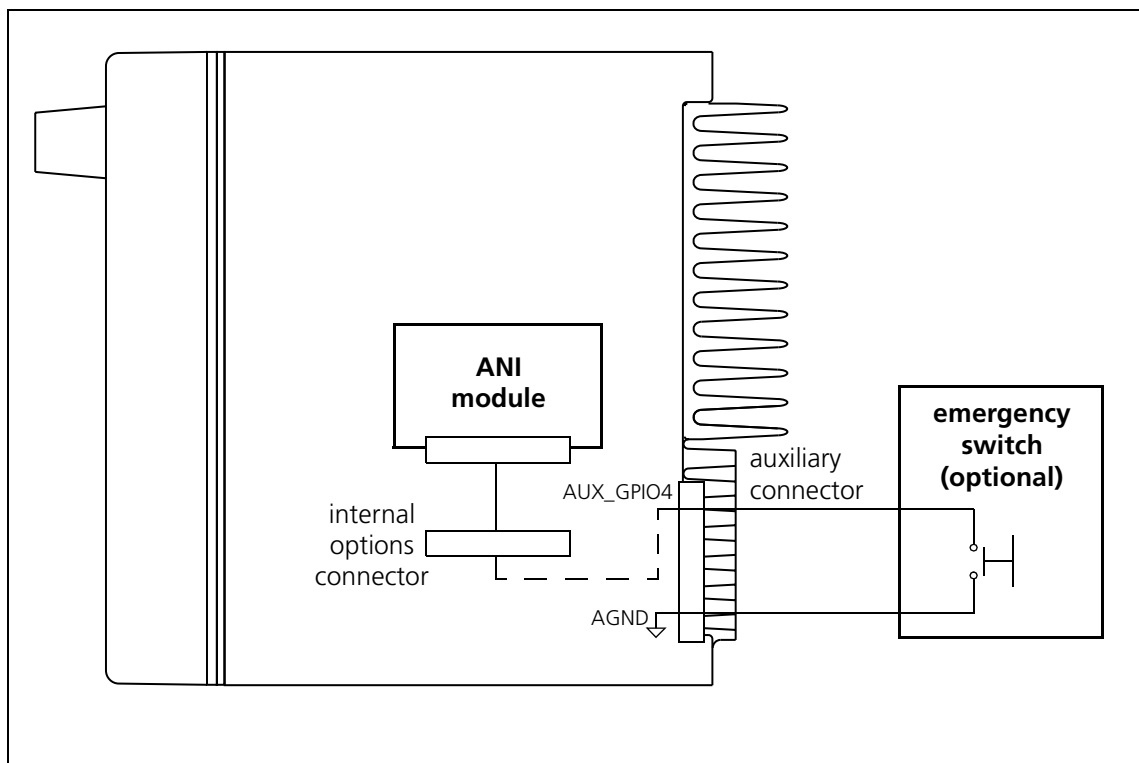 ANI
module
emergency
switch
(optional)
auxiliary
connector
AUX_GPIO4
internal
options
connector
AGND